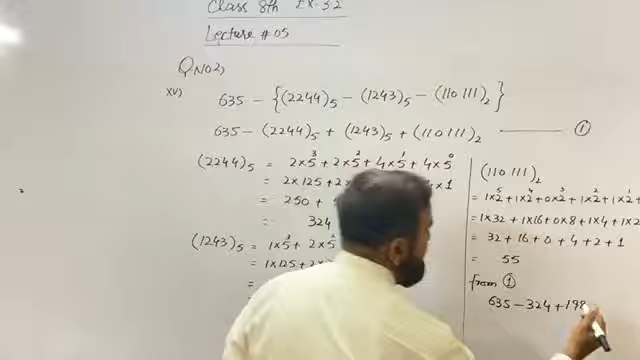 Class 8th Ex-3.2
Lecture # 05
Q NO 2)
xv) 635 - {(2244)₅ - (1243)₅ - (110 111)₂}
635 - (2244)₅ + (1243)₅ + (110111)₂ ①
(2244)₅ = 2×5³ + 2×5² + 4×5¹ + 4×5⁰
= 2×125 + 2× ×1
= 250 +
= 324
(1243)₅ = 1×5³ + 2×5²
= 1×125 + 2×
=
(110 111)₂
= 1×2⁵ + 1×2⁴ + 0×2³ + 1×2² + 1×2¹ +
= 1×32 + 1×16 + 0×8 + 1×4 + 1×2
= 32 + 16 + 0 + 4 + 2 + 1
= 55
from ①
635 - 324 + 198